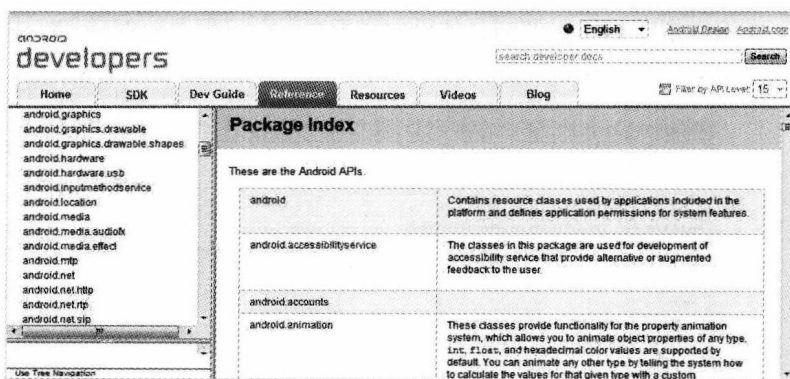 English
Android Design Android.com
android
developers
search developer docs
Search
Home SDK Dev Guide Reference Resources Videos Blog
Filter by API Level: 15
android.graphics
android.graphics.drawable
android.graphics.drawable.shapes
android.hardware
android.hardware.usb
android.inputmethodservice
android.location
android.media
android.media.audiofx
android.media.effect
android.mtp
android.net
android.net.http
android.net.rtp
android.net.sip
Use Tree Navigation
Package Index
These are the Android APIs.
android
Contains resource classes used by applications included in the
platform and defines application permissions for system features.
android.accessibilityservice
The classes in this package are used for development of
accessibility service that provide alternative or augmented
feedback to the user.
android.accounts
android.animation
These classes provide functionality for the property animation
system, which allows you to animate object properties of any type.
int, float, and hexadecimal color values are supported by
default. You can animate any other type by telling the system how
to calculate the values for that given type with a custom